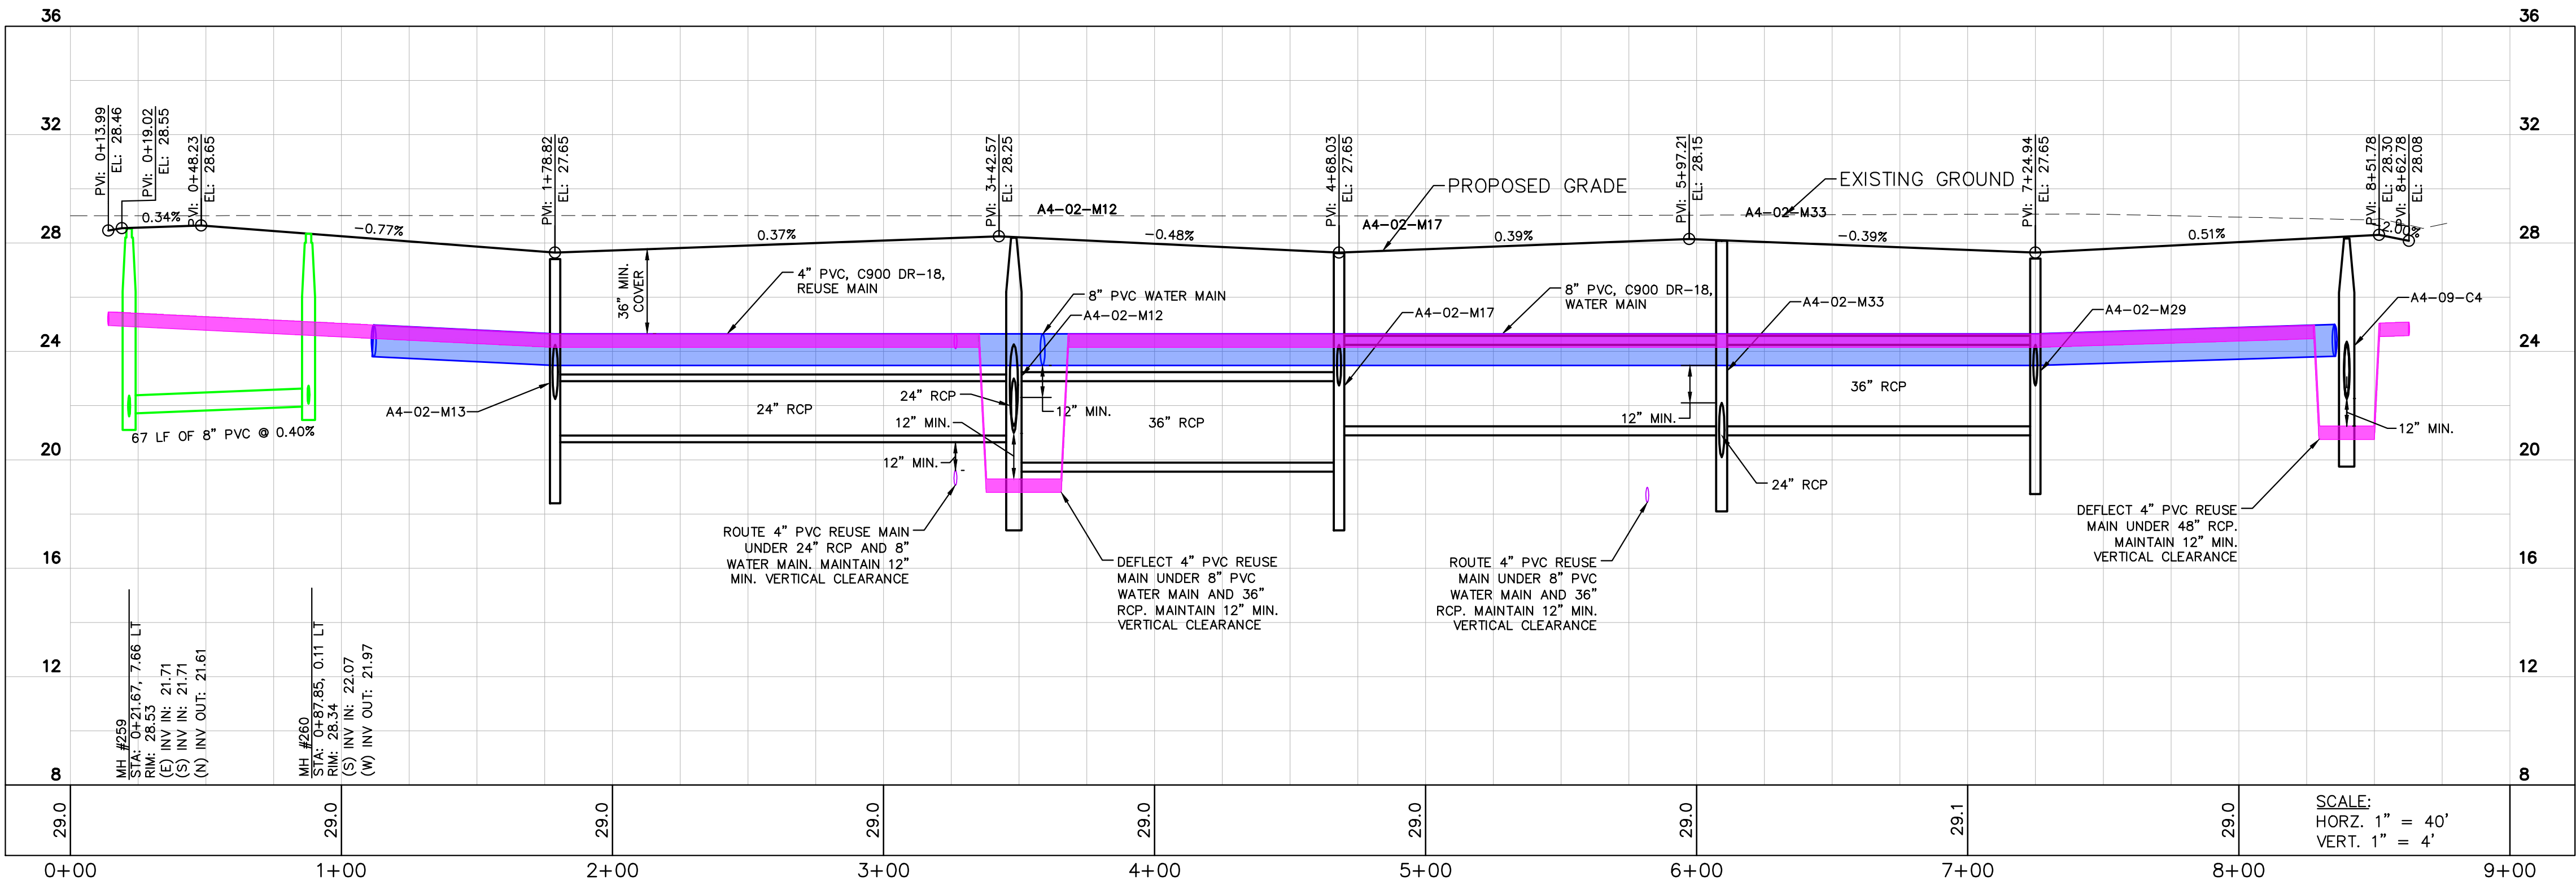 36
36
32
32
28
28
24
24
20
20
16
16
12
12
8
8
PVI: 0+13.99
EL: 28.46
PVI: 0+19.02
EL: 28.55
PVI: 0+48.23
EL: 28.65
PVI: 1+78.82
EL: 27.65
PVI: 3+42.57
EL: 28.25
PVI: 4+68.03
EL: 27.65
PVI: 5+97.21
EL: 28.15
PVI: 7+24.94
EL: 27.65
PVI: 8+51.78
EL: 28.30
PVI: 8+62.78
EL: 28.08
0.34%
-0.77%
0.37%
-0.48%
0.39%
-0.39%
0.51%
PROPOSED GRADE
EXISTING GROUND
A4-02-M12
A4-02-M17
A4-02-M33
36" MIN.
COVER
4" PVC, C900 DR-18,
REUSE MAIN
8" PVC WATER MAIN
A4-02-M12
A4-02-M17
8" PVC, C900 DR-18,
WATER MAIN
A4-02-M33
A4-02-M29
A4-09-C4
A4-02-M13
67 LF OF 8" PVC @ 0.40%
24" RCP
24" RCP
12" MIN.
12" MIN.
36" RCP
12" MIN.
12" MIN.
36" RCP
24" RCP
12" MIN.
ROUTE 4" PVC REUSE MAIN
UNDER 24" RCP AND 8"
WATER MAIN. MAINTAIN 12"
MIN. VERTICAL CLEARANCE
DEFLECT 4" PVC REUSE
MAIN UNDER 8" PVC
WATER MAIN AND 36"
RCP. MAINTAIN 12" MIN.
VERTICAL CLEARANCE
ROUTE 4" PVC REUSE
MAIN UNDER 8" PVC
WATER MAIN AND 36"
RCP. MAINTAIN 12" MIN.
VERTICAL CLEARANCE
DEFLECT 4" PVC REUSE
MAIN UNDER 48" RCP.
MAINTAIN 12" MIN.
VERTICAL CLEARANCE
MH #259
STA: 0+21.67, 7.66 LT
RIM: 28.53
(E) INV IN: 21.71
(S) INV IN: 21.71
(N) INV OUT: 21.61
MH #260
STA: 0+87.85, 0.11 LT
RIM: 28.34
(S) INV IN: 22.07
(W) INV OUT: 21.97
29.0
29.0
29.0
29.0
29.0
29.0
29.0
29.1
29.0
SCALE:
HORZ. 1" = 40'
VERT. 1" = 4'
0+00
1+00
2+00
3+00
4+00
5+00
6+00
7+00
8+00
9+00